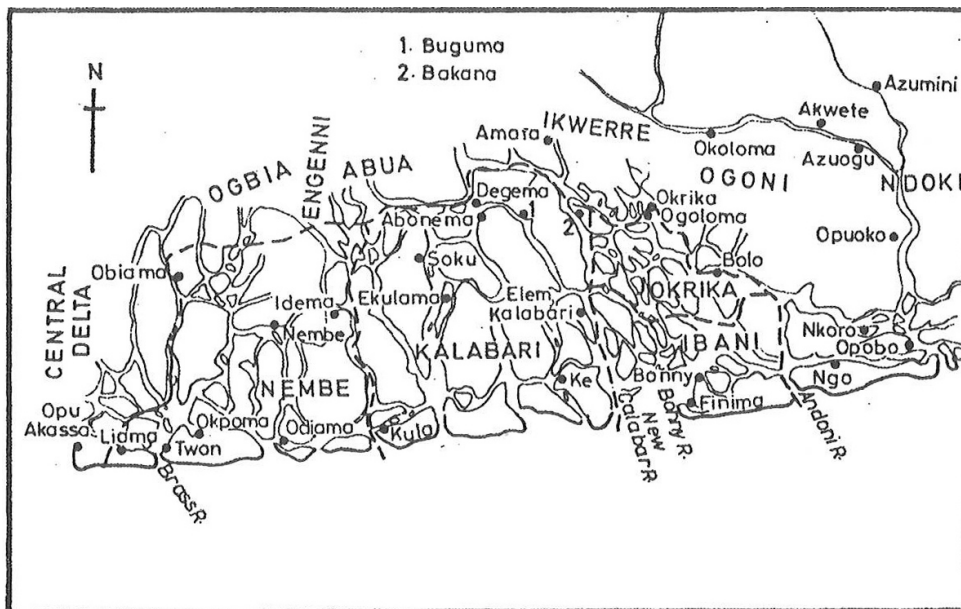 1. Buguma
2. Bakana
N
Azumini
Akwete
IKWERRE
Amafa
Okoloma
Azuogu
OGBIA
ENGENNI
ABUA
OGONI
NDOKI
Degema
1
2
Okrika
Ogoloma
Abonema
Opuoko
Soku
Bolo
Obiama
CENTRAL
DELTA
Idema
Ekulama
Elem
Kalabari
OKRIKA
Nembe
Nkoro
Opobo
KALABARI
IBANI
NEMBE
Ke
Bonny
Ngo
Finima
Opu
Akassa
Liama
Okpoma
Twon
Odiama
Kula
Brass R.
New
Calabar R.
Bonny R.
Andoni R.